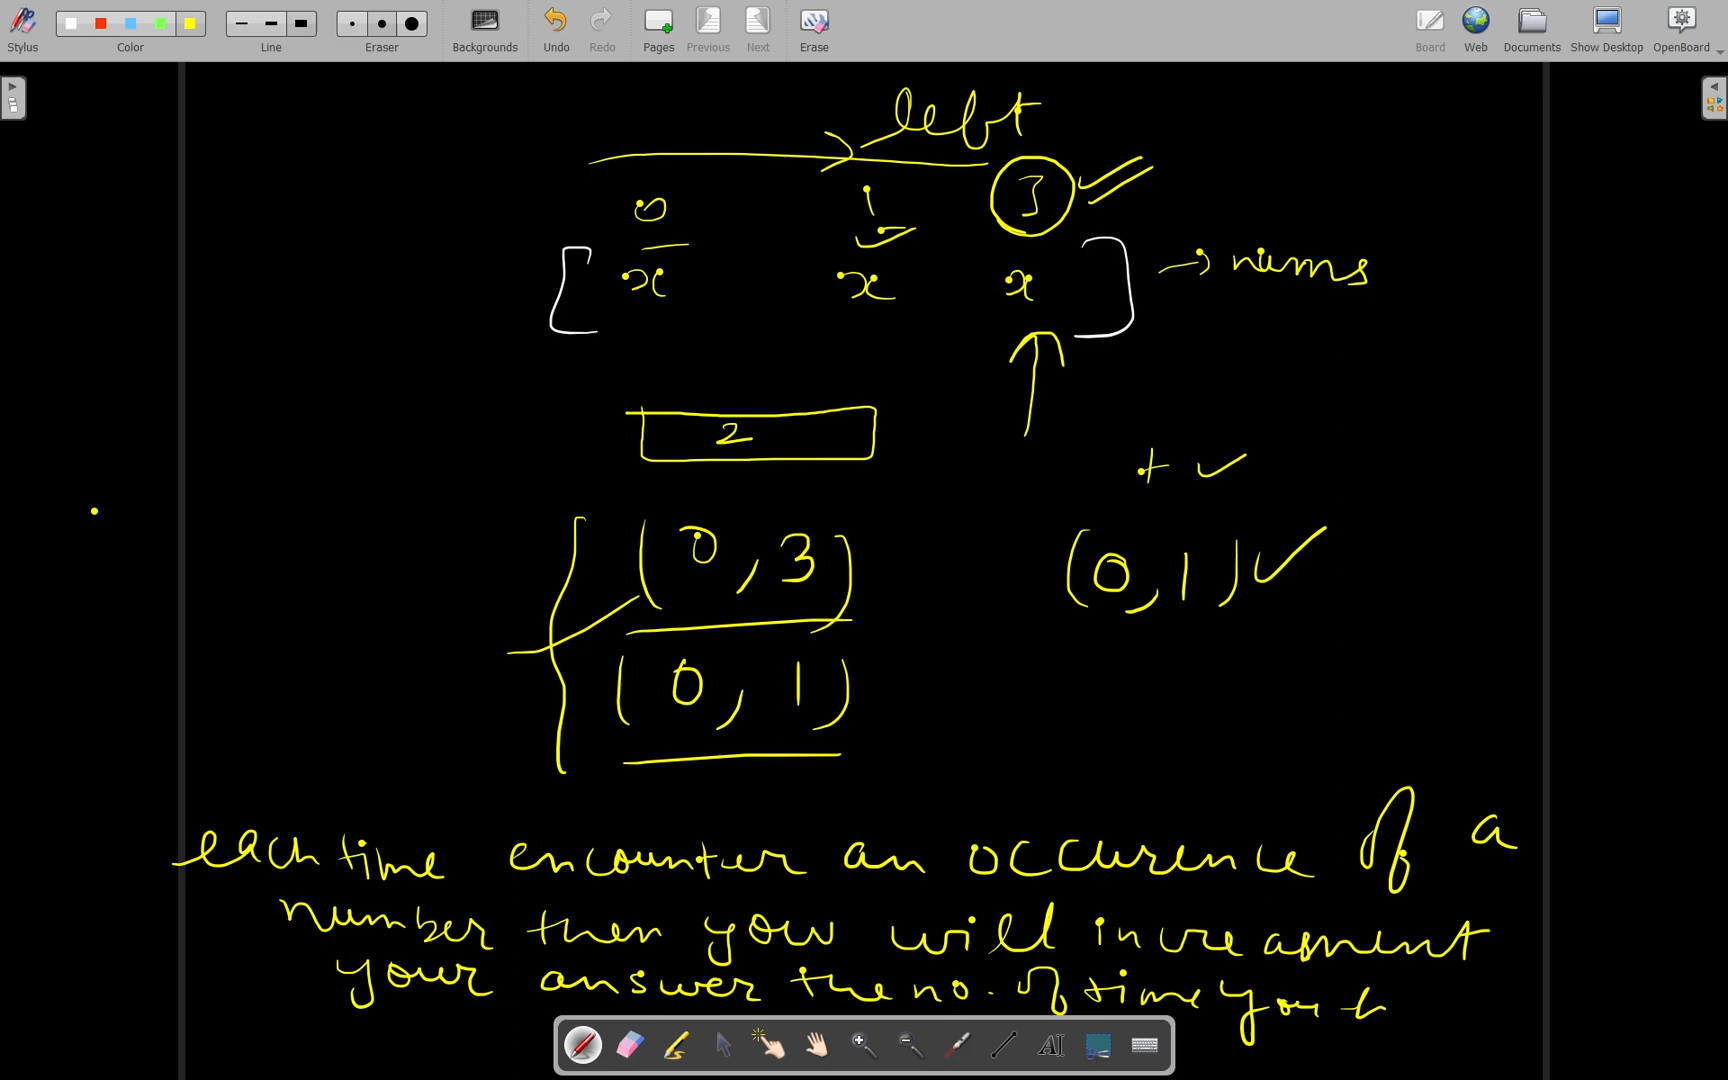 Stylus Color Line Eraser Backgrounds Undo Redo Pages Previous Next Erase Board Web Documents Show Desktop OpenBoard
left
0 1 3
[ x x x ] → nums
2
+ ✓
(0, 3)
(0, 1) ✓
(0, 1)
each time encounter an occurence of a
number then you will increament
your answer the no. of time you
AI